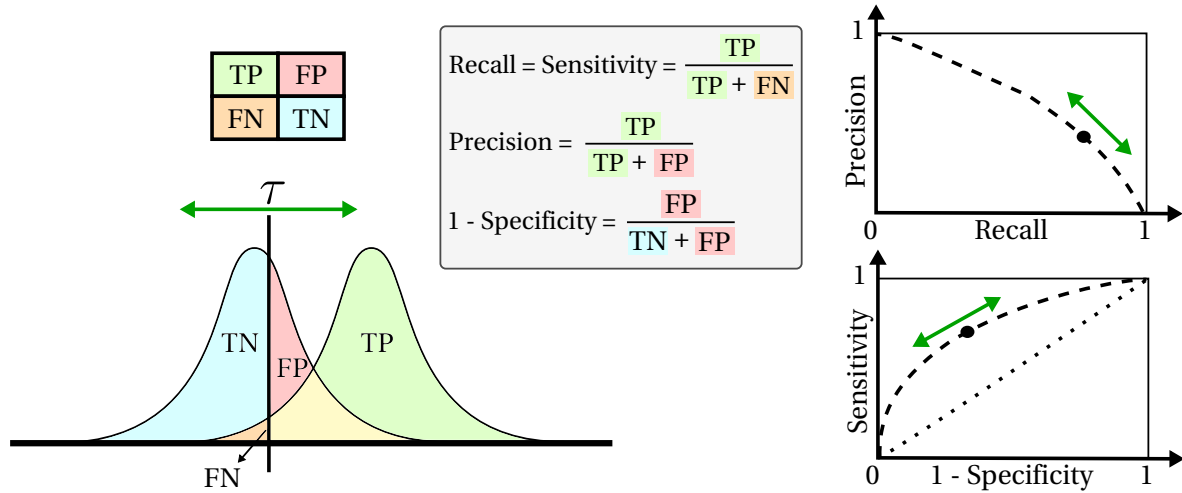 TP FP
FN TN
τ
TN FP TP
FN
Recall = Sensitivity = TP / TP + FN
Precision = TP / TP + FP
1 - Specificity = FP / TN + FP
1
Precision
0 Recall 1
1
Sensitivity
0 1 - Specificity 1